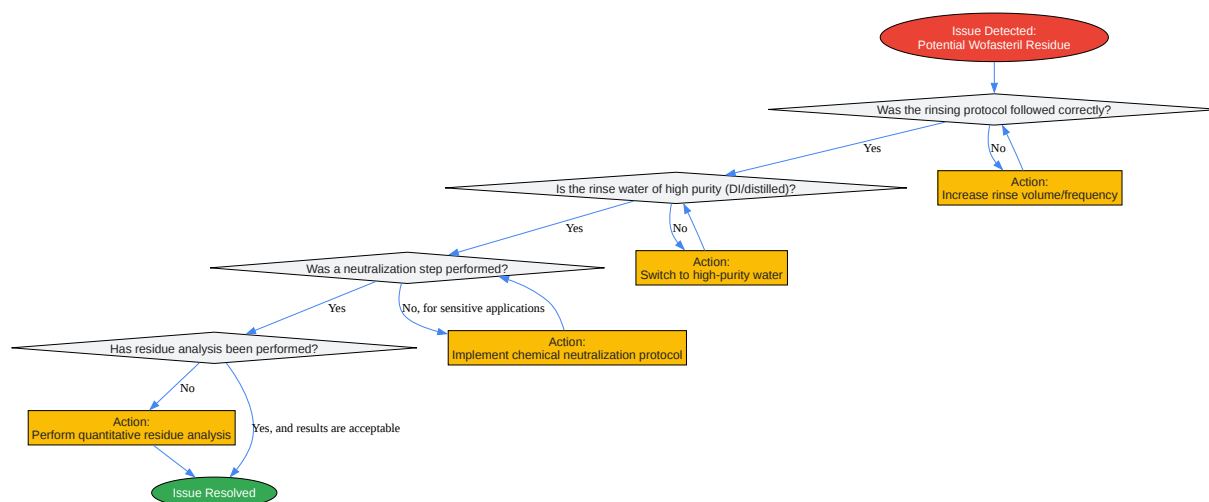 Issue Detected:
Potential Wofasteril Residue
Was the rinsing protocol followed correctly?
Yes
No
Action:
Increase rinse volume/frequency
Is the rinse water of high purity (DI/distilled)?
Yes
No
Action:
Switch to high-purity water
Was a neutralization step performed?
Yes
No, for sensitive applications
Action:
Implement chemical neutralization protocol
Has residue analysis been performed?
No
Yes, and results are acceptable
Action:
Perform quantitative residue analysis
Issue Resolved